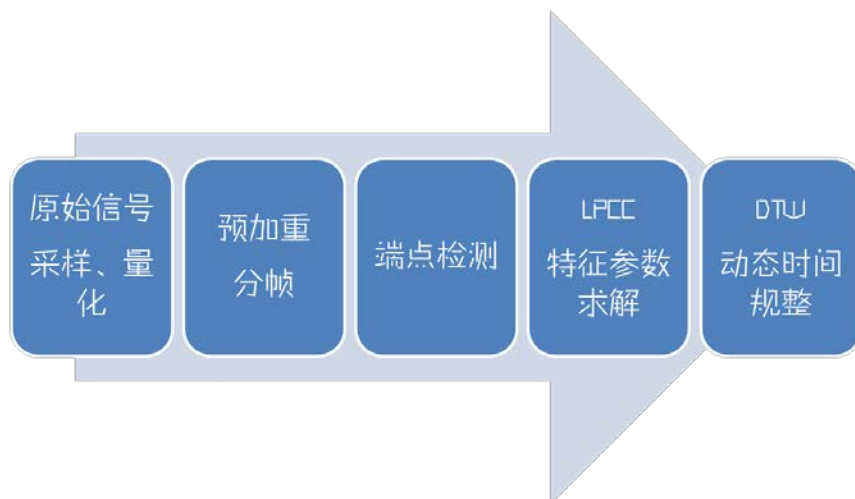 原始信号
采样、量
化
预加重
分帧
端点检测
LPCC
特征参数
求解
DTW
动态时间
规整